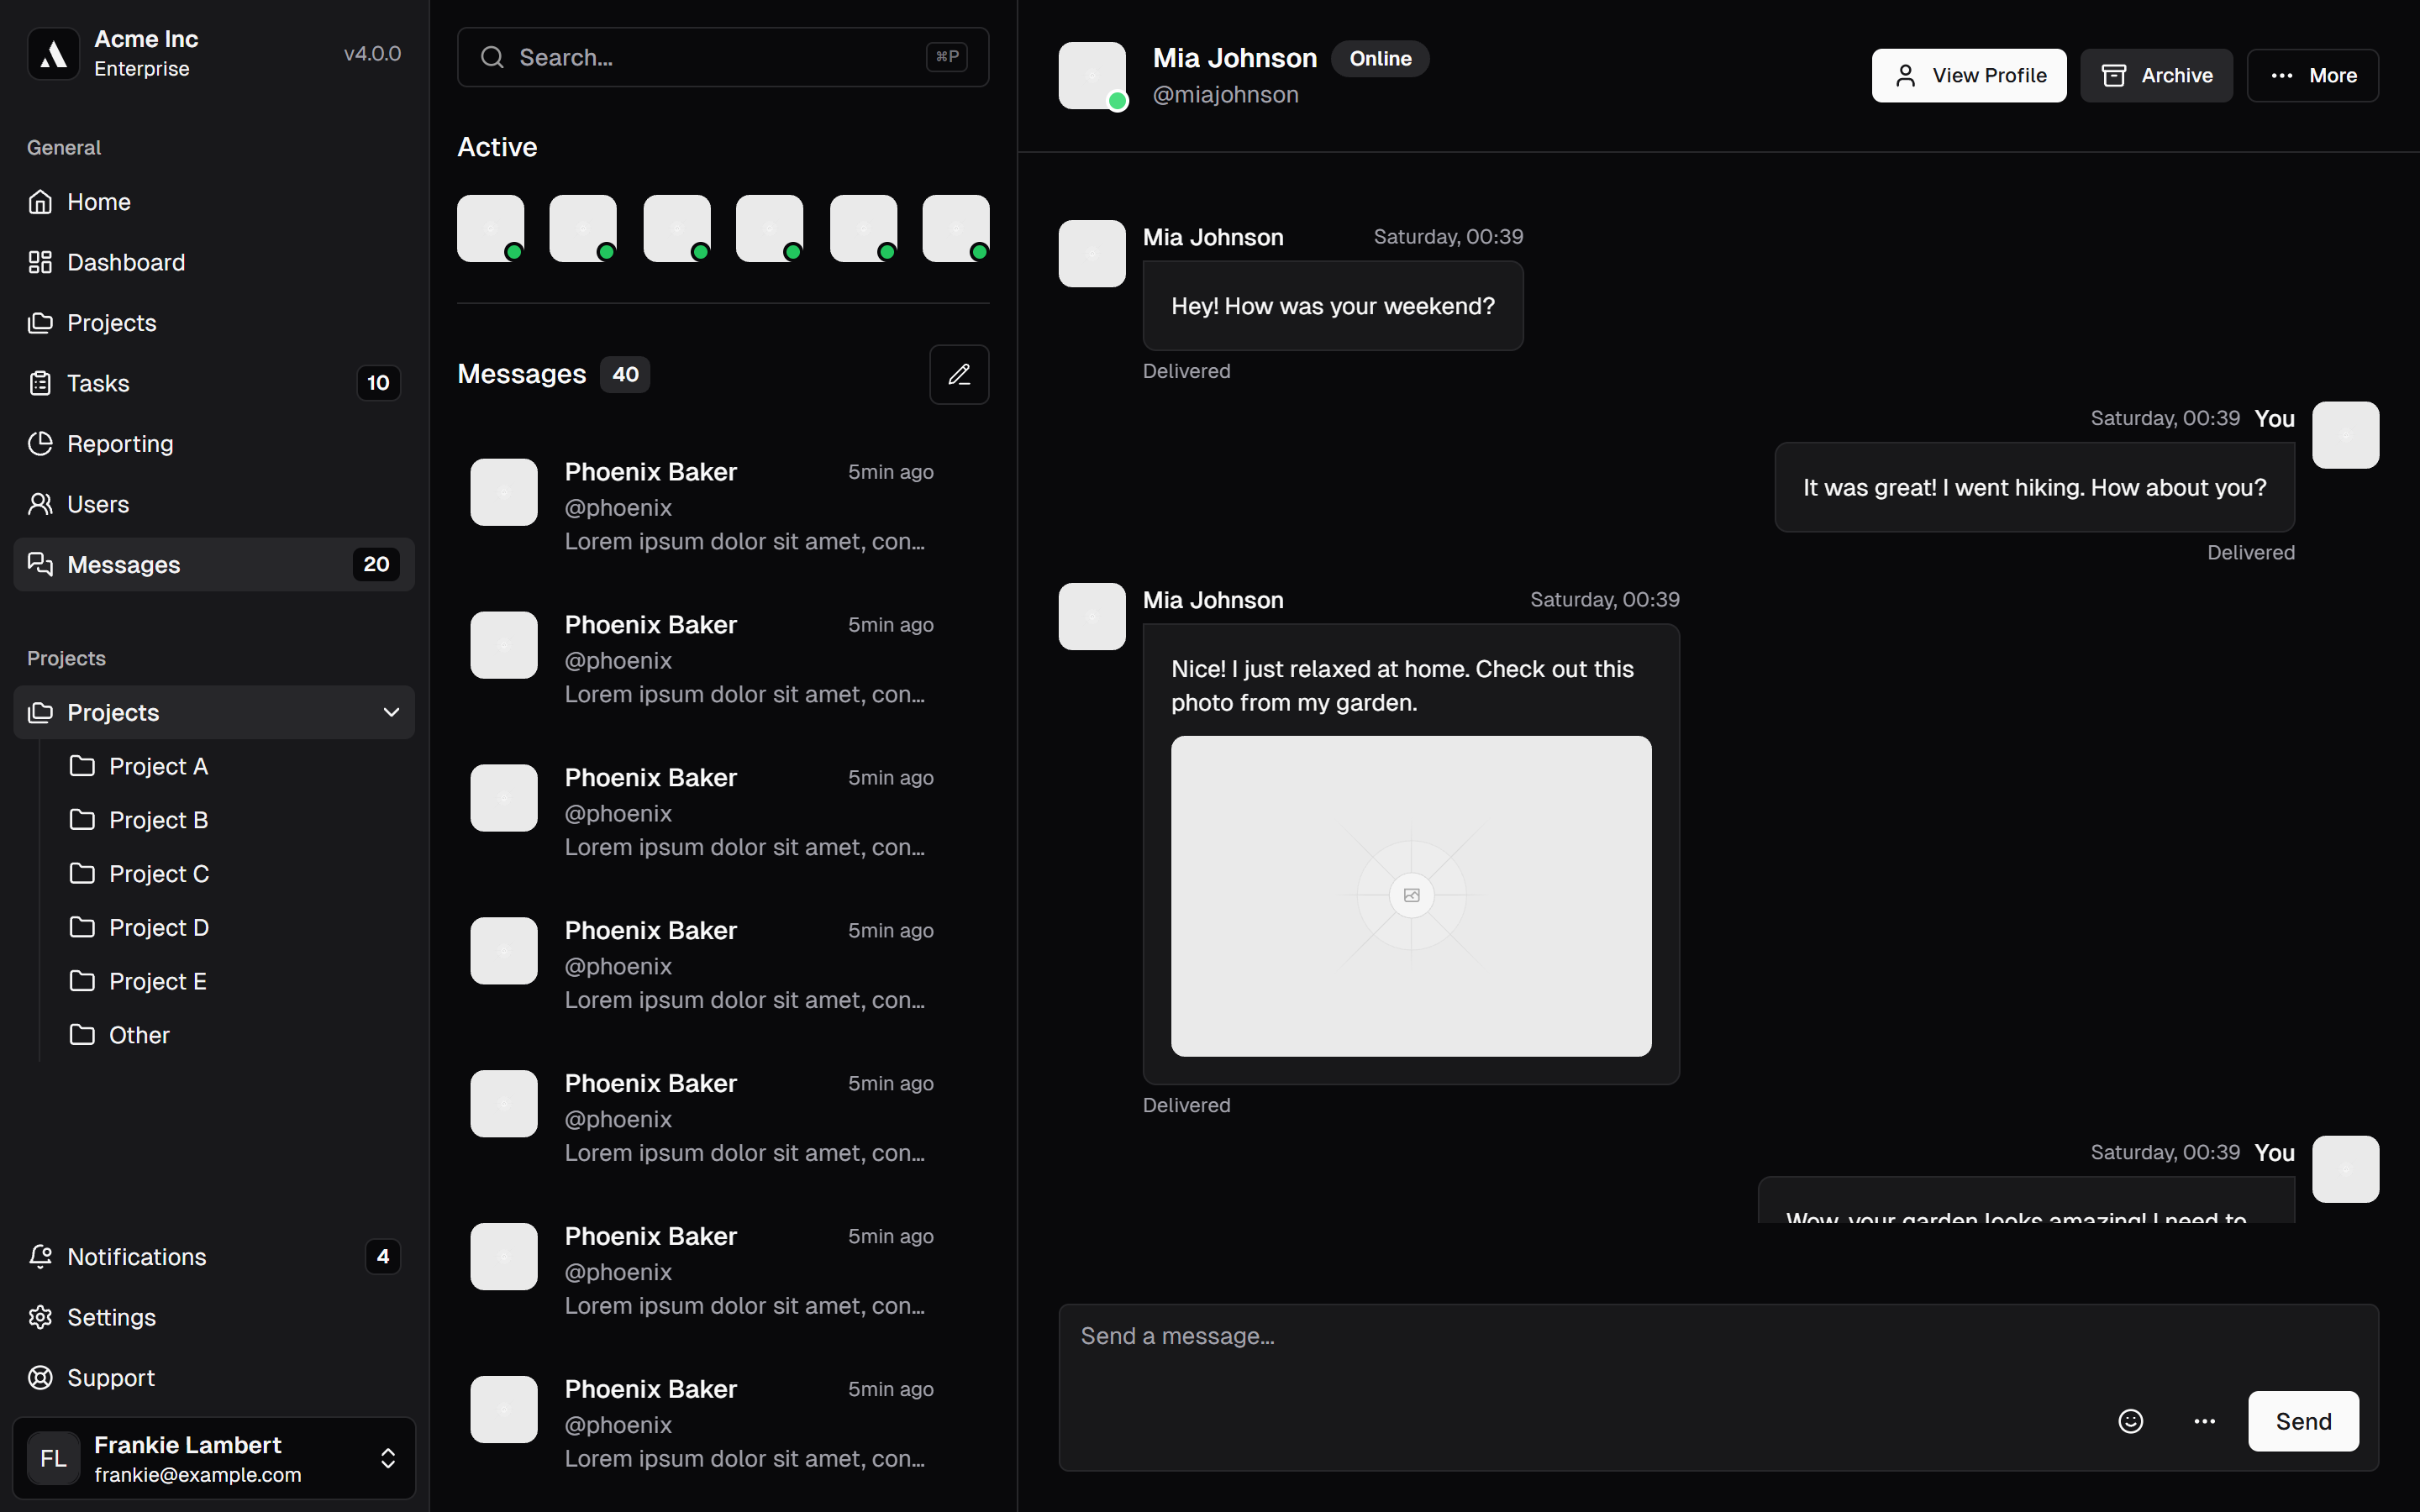 Acme Inc
Enterprise
v4.0.0
General
Home
Dashboard
Projects
Tasks
10
Reporting
Users
Messages
20
Projects
Projects
Project A
Project B
Project C
Project D
Project E
Other
Notifications
4
Settings
Support
FL
Frankie Lambert
frankie@example.com
Search...
⌘P
Active
Messages
40
Phoenix Baker
5min ago
@phoenix
Lorem ipsum dolor sit amet, con...
Phoenix Baker
5min ago
@phoenix
Lorem ipsum dolor sit amet, con...
Phoenix Baker
5min ago
@phoenix
Lorem ipsum dolor sit amet, con...
Phoenix Baker
5min ago
@phoenix
Lorem ipsum dolor sit amet, con...
Phoenix Baker
5min ago
@phoenix
Lorem ipsum dolor sit amet, con...
Phoenix Baker
5min ago
@phoenix
Lorem ipsum dolor sit amet, con...
Phoenix Baker
5min ago
@phoenix
Lorem ipsum dolor sit amet, con...
Mia Johnson
Online
@miajohnson
View Profile
Archive
More
Mia Johnson
Saturday, 00:39
Hey! How was your weekend?
Delivered
Saturday, 00:39
You
It was great! I went hiking. How about you?
Delivered
Mia Johnson
Saturday, 00:39
Nice! I just relaxed at home. Check out this
photo from my garden.
Delivered
Saturday, 00:39
You
Wow, your garden looks amazing! I need to
Send a message...
Send